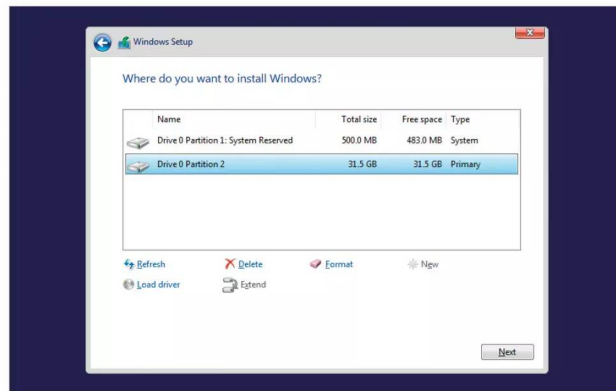 Windows Setup
Where do you want to install Windows?
Name Total size Free space Type
Drive 0 Partition 1: System Reserved 500.0 MB 483.0 MB System
Drive 0 Partition 2 31.5 GB 31.5 GB Primary
Refresh Delete Format New
Load driver Extend
Next